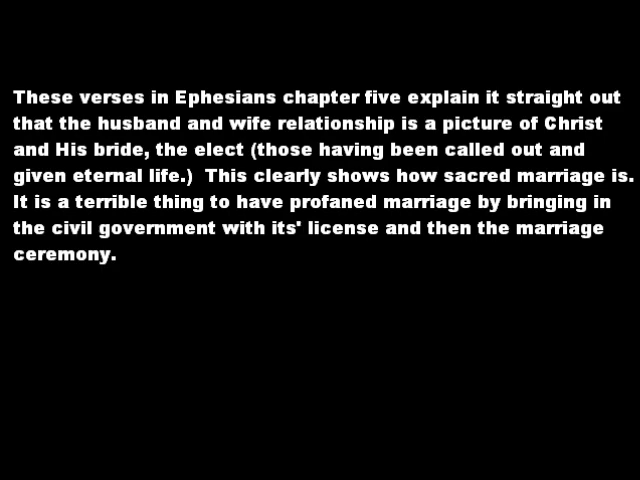 These verses in Ephesians chapter five explain it straight out
that the husband and wife relationship is a picture of Christ
and His bride, the elect (those having been called out and
given eternal life.)  This clearly shows how sacred marriage is.
It is a terrible thing to have profaned marriage by bringing in
the civil government with its' license and then the marriage
ceremony.